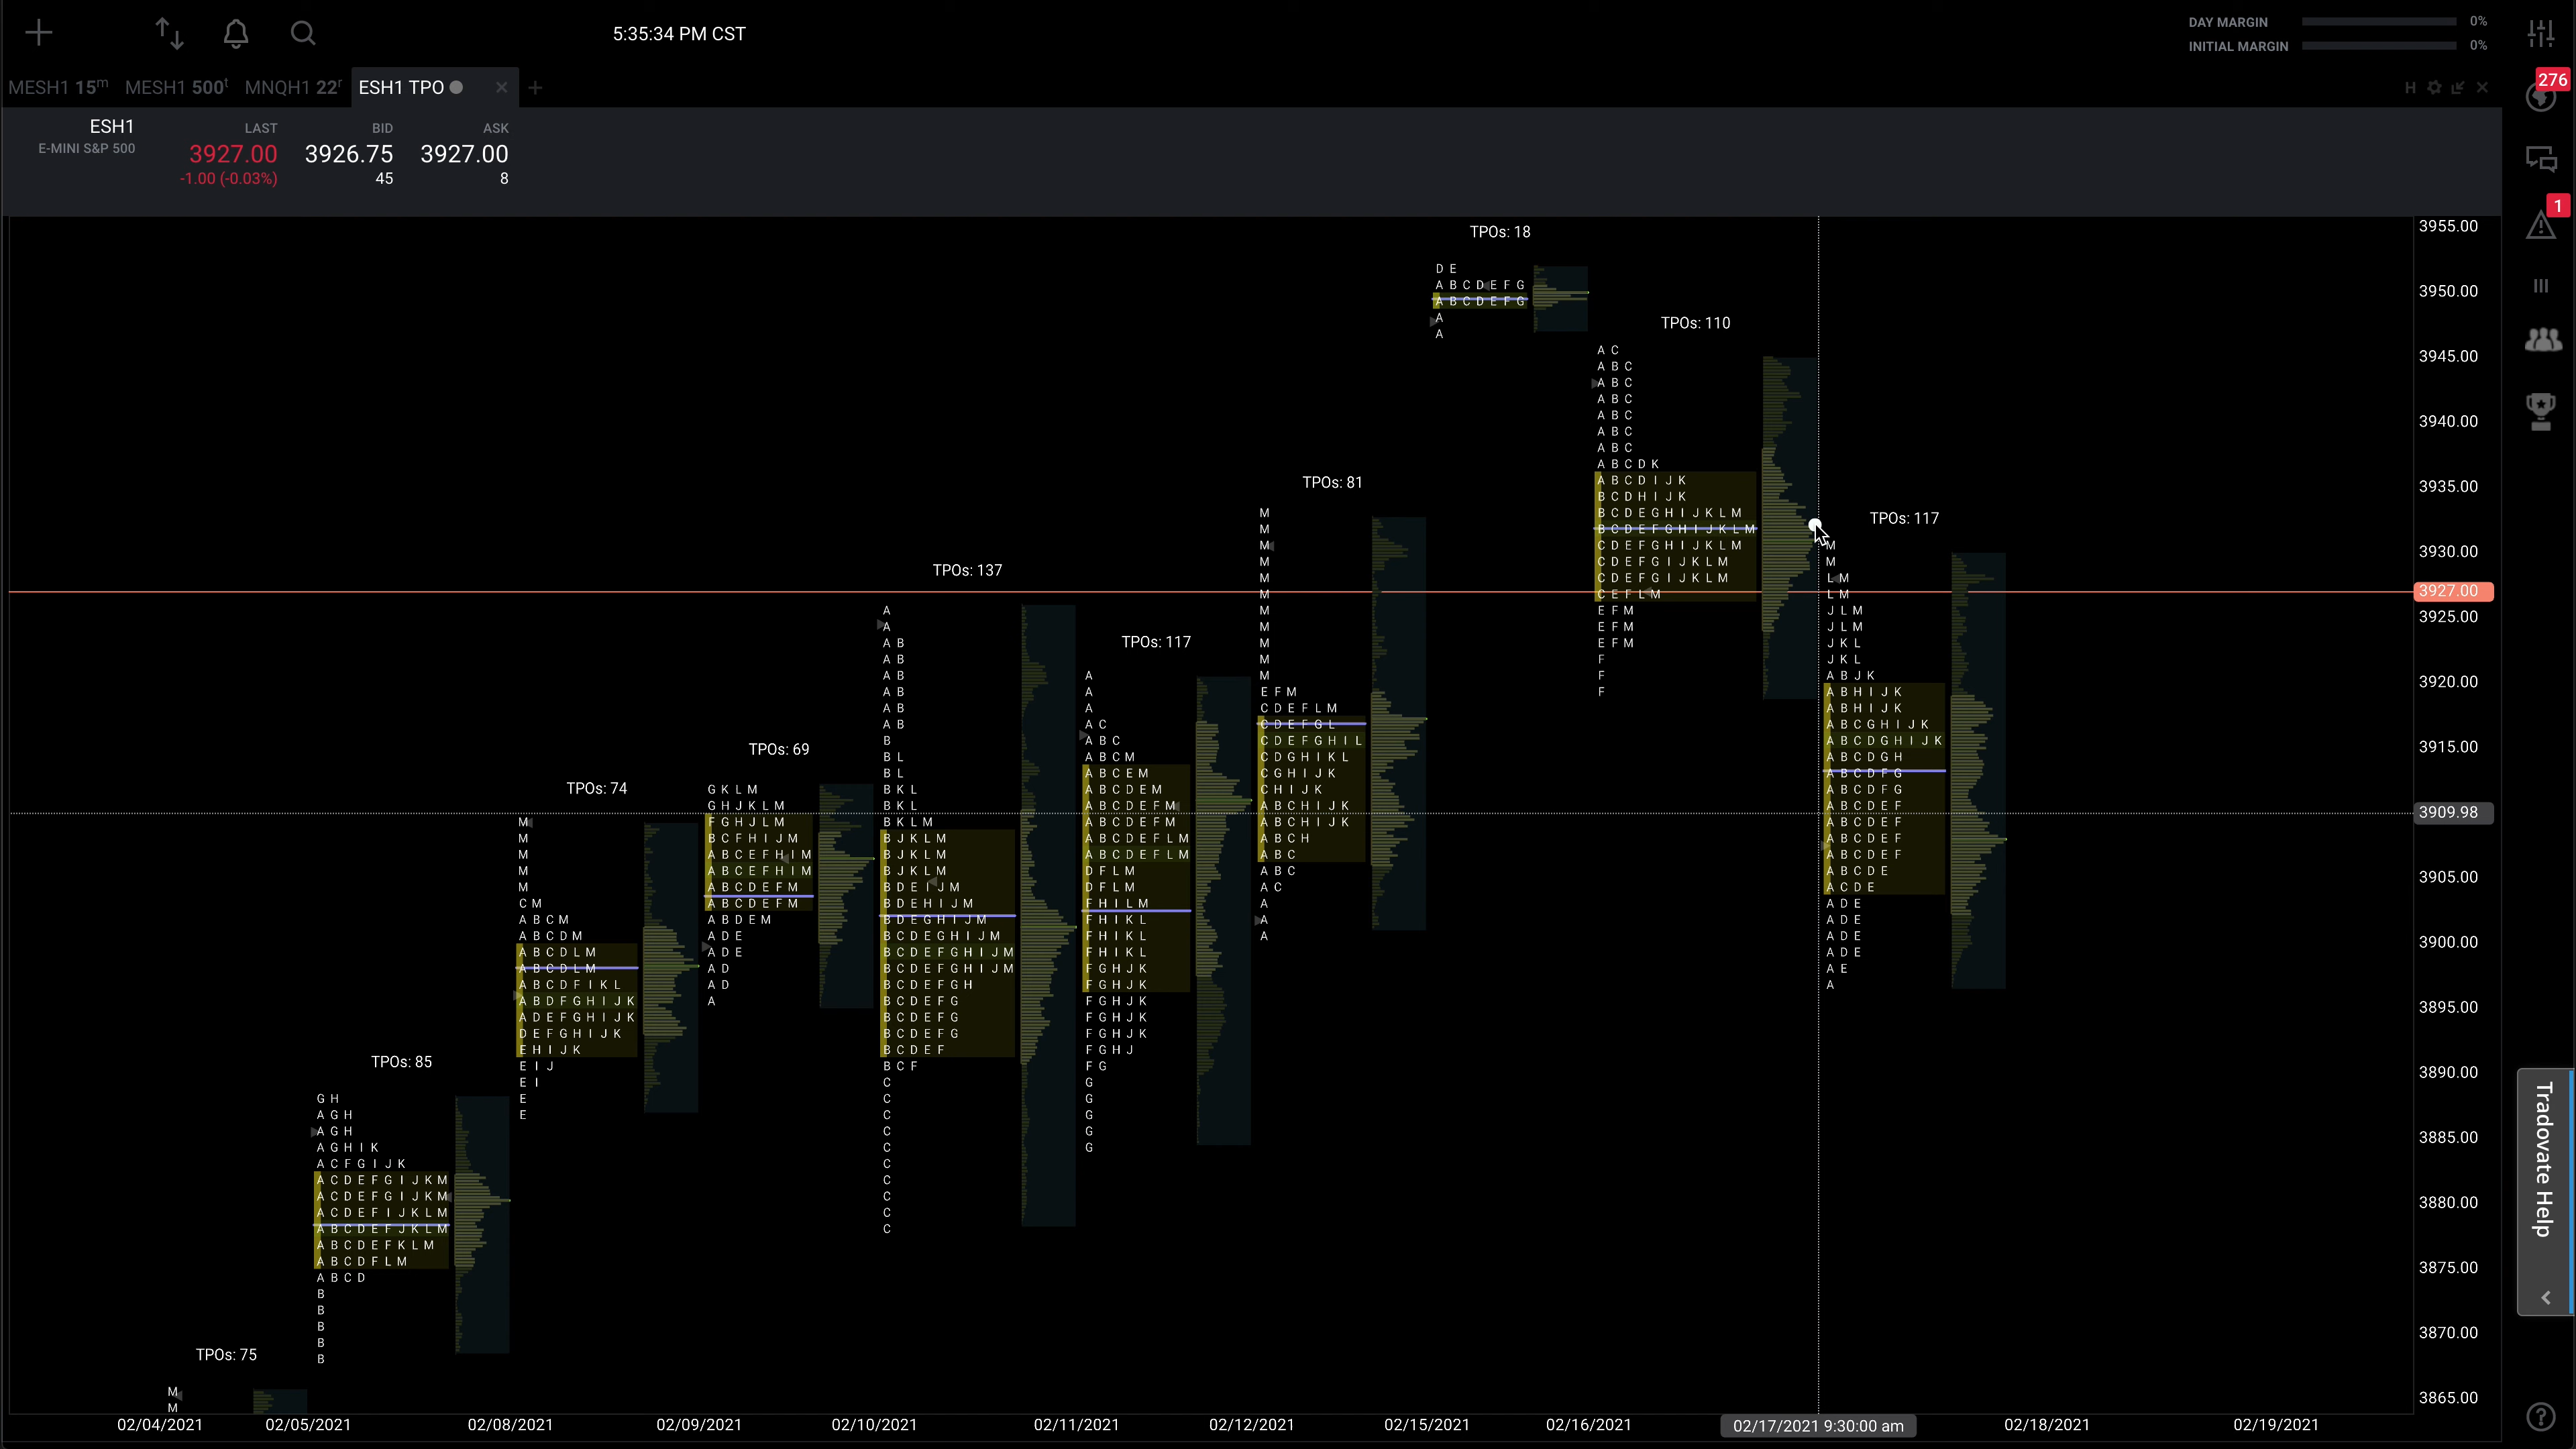 5:35:34 PM CST
DAY MARGIN 0%
INITIAL MARGIN 0%
276
MESH1 15m MESH1 500t MNQH1 22r ESH1 TPO
H
ESH1 LAST BID ASK
E-MINI S&P 500 3927.00 3926.75 3927.00
-1.00 (-0.03%) 45 8
1
TPOs: 75
M
M
TPOs: 85
G H
A G H
A G H
A G H I K
A C F G I J K
A C D E F G I J K M
A C D E F G I J K M
A C D E F I J K L M
A B C D E F J K L M
A B C D E F K L M
A B C D F L M
A B C D
B
B
B
B
B
TPOs: 74
M
M
M
M
M
C M
A B C M
A B C D M
A B C D L M
A B C D L M
A B C D F I K L
A B D F G H I J K
A D E F G H I J K
D E F G H I J K
E H I J K
E I J
E I
E
E
TPOs: 69
G K L M
G H J K L M
F G H J L M
B C F H I J M
A B C E F H I M
A B C E F H I M
A B C D E F M
A B C D E F M
A B D E M
A D E
A D E
A D
A D
A
TPOs: 137
A
A
A B
A B
A B
A B
A B
A B
B
B L
B L
B K L
B K L
B K L M
B J K L M
B J K L M
B J K L M
B D E I J M
B D E H I J M
B D E G H I J M
B C D E G H I J M
B C D E F G H I J M
B C D E F G H I J M
B C D E F G H
B C D E F G
B C D E F G
B C D E F G
B C D E F
B C F
C
C
C
C
C
C
C
C
C
C
TPOs: 117
A
A
A
A C
A B C
A B C M
A B C E M
A B C D E M
A B C D E F M
A B C D E F M
A B C D E F L M
A B C D E F L M
D F L M
D F L M
F H I L M
F H I K L
F H I K L
F H I K L
F G H J K
F G H J K
F G H J K
F G H J K
F G H J K
F G H J
F G
G
G
G
G
G
TPOs: 81
M
M
M
M
M
M
M
M
M
M
M
E F M
C D E F L M
C D E F G L
C D E F G H I L
C D G H I K L
C G H I J K
C H I J K
A B C H I J K
A B C H I J K
A B C H
A B C
A B C
A C
A
A
A
TPOs: 18
D E
A B C D E F G
A B C D E F G
A
A
TPOs: 110
A C
A B C
A B C
A B C
A B C
A B C
A B C
A B C D K
A B C D I J K
B C D H I J K
B C D E G H I J K L M
B C D E F G H I J K L M
C D E F G H I J K L M
C D E F G I J K L M
C D E F G I J K L M
C E F L M
E F M
E F M
E F M
F
F
F
TPOs: 117
M
M
L M
L M
J L M
J L M
J K L
J K L
A B J K
A B H I J K
A B H I J K
A B C G H I J K
A B C D G H I J K
A B C D G H
A B C D F G
A B C D F G
A B C D E F
A B C D E F
A B C D E F
A B C D E F
A B C D E
A C D E
A D E
A D E
A D E
A D E
A E
A
3955.00
3950.00
3945.00
3940.00
3935.00
3930.00
3927.00
3925.00
3920.00
3915.00
3909.98
3905.00
3900.00
3895.00
3890.00
3885.00
3880.00
3875.00
3870.00
3865.00
Tradovate Help
02/04/2021 02/05/2021 02/08/2021 02/09/2021 02/10/2021 02/11/2021 02/12/2021 02/15/2021 02/16/2021 02/17/2021 9:30:00 am 02/18/2021 02/19/2021